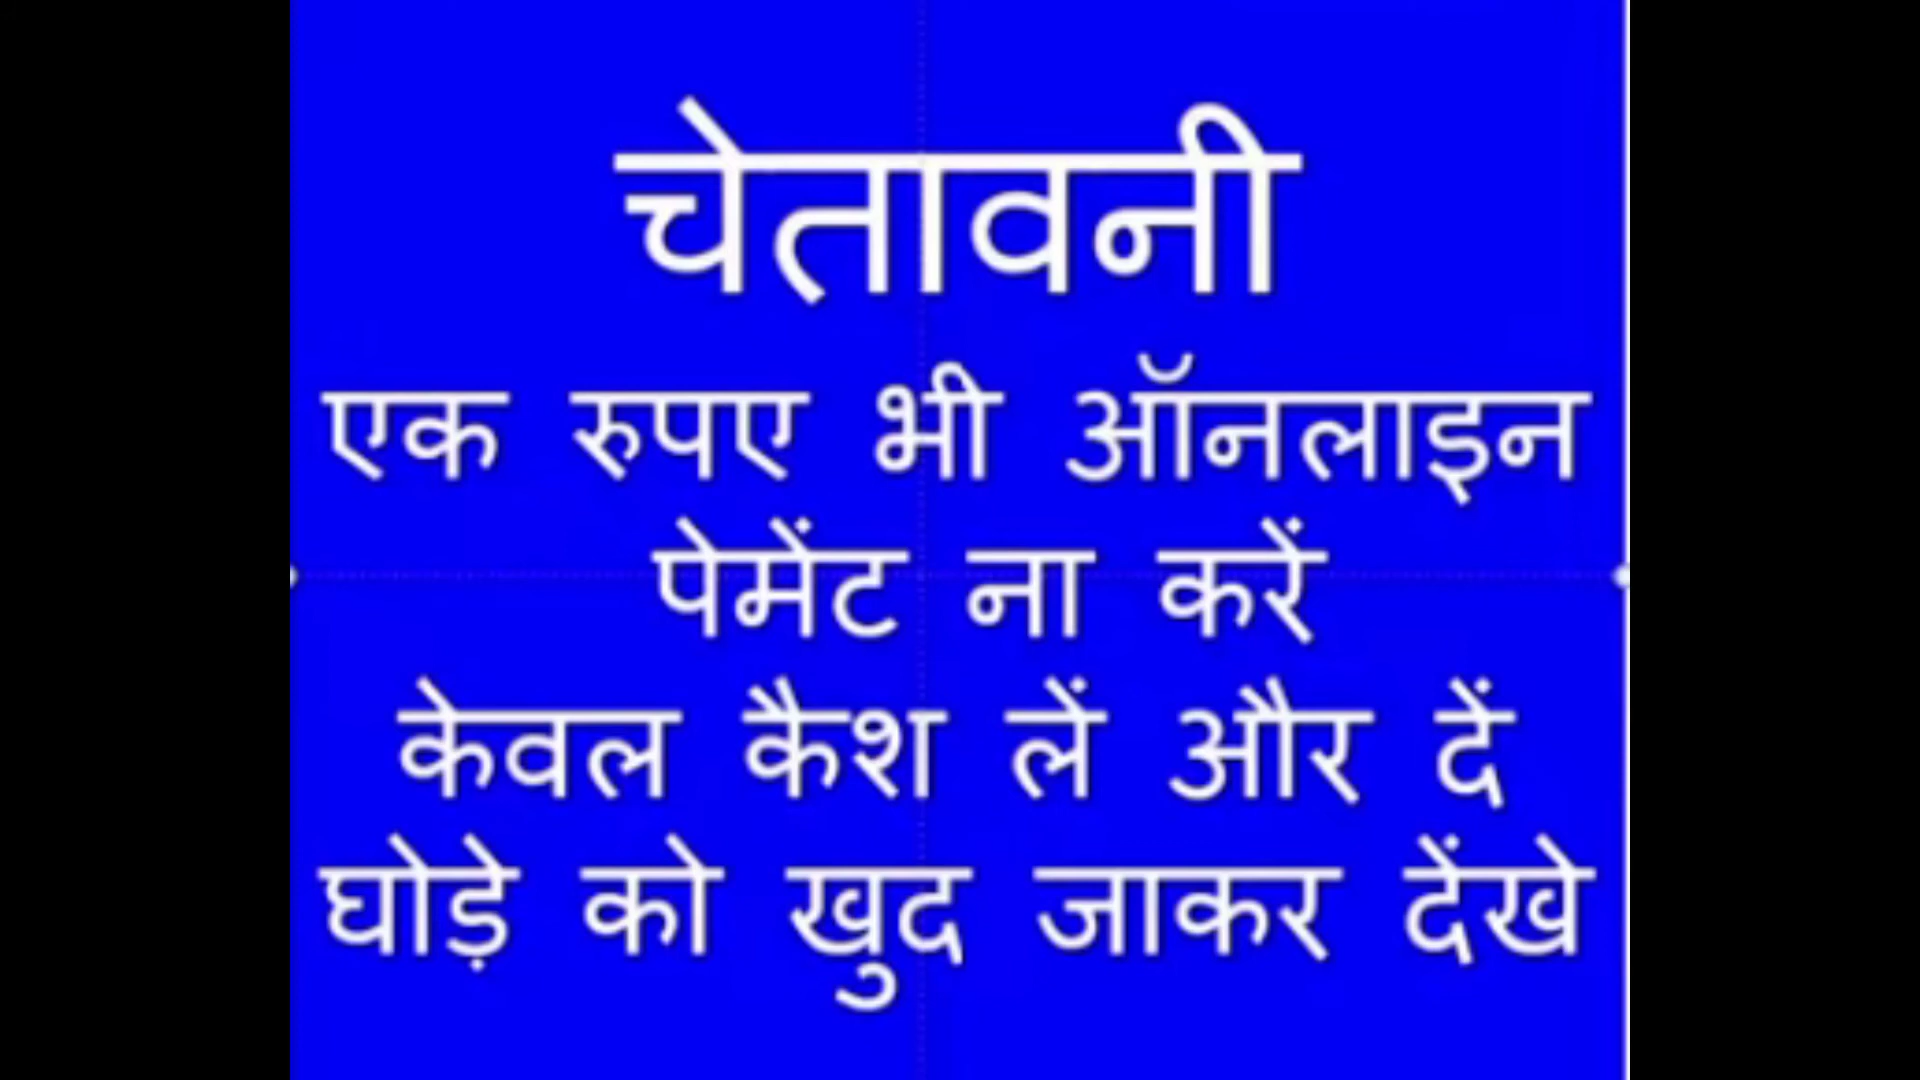 चेतावनी
एक रुपए भी ऑनलाइन
पेमेंट ना करें
केवल कैश लें और दें
घोड़े को खुद जाकर देंखे